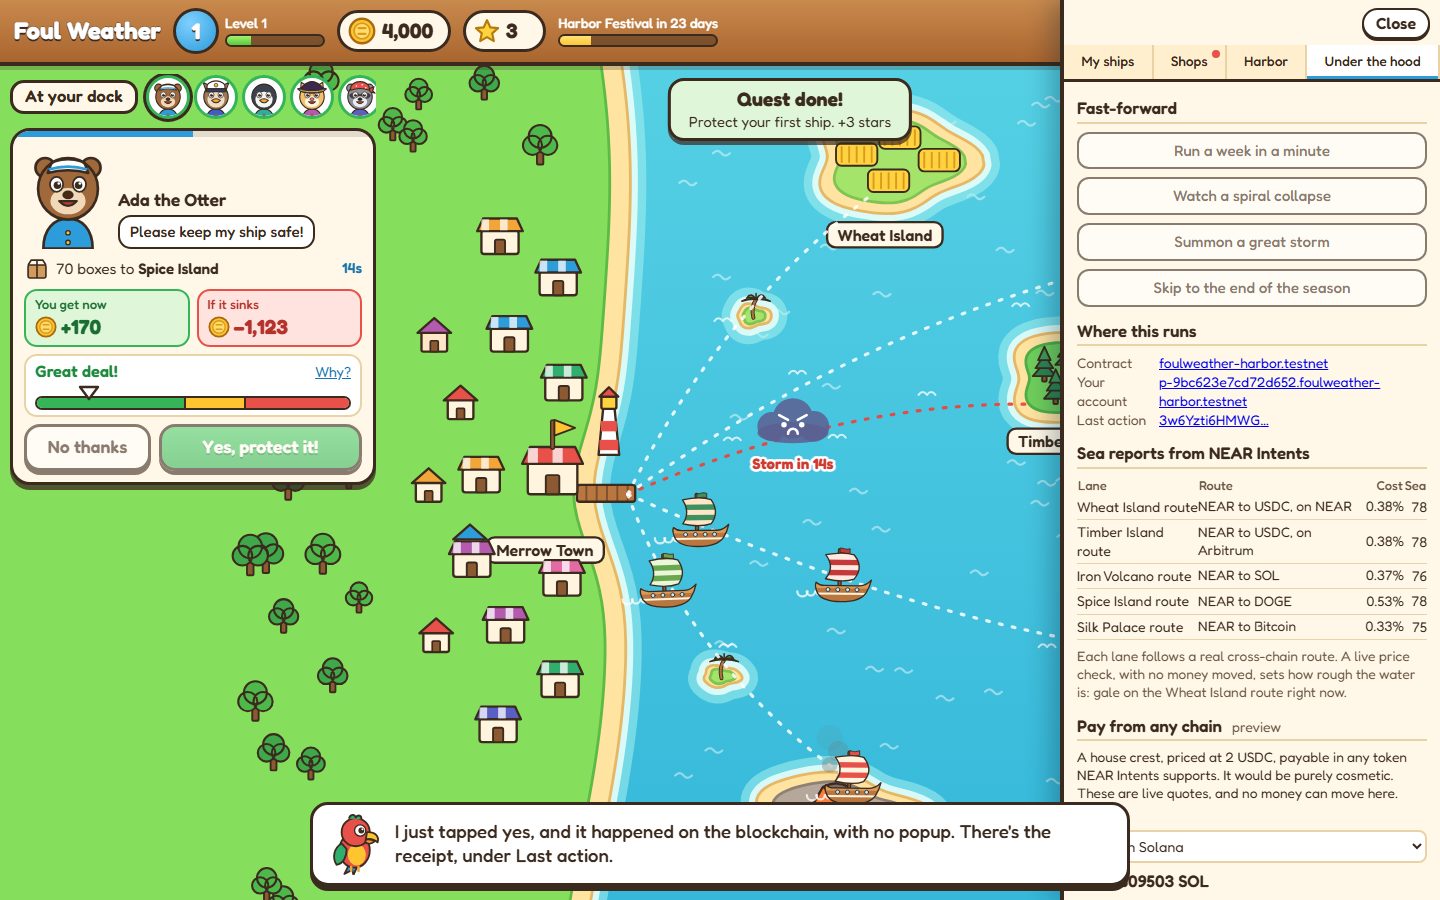 Foul Weather
1
Level 1
4,000
3
Harbor Festival in 23 days
At your dock
Ada the Otter
Please keep my ship safe!
70 boxes to Spice Island
14s
You get now
+170
If it sinks
−1,123
Great deal!
Why?
No thanks
Yes, protect it!
Quest done!
Protect your first ship. +3 stars
Wheat Island
Storm in 14s
Timbe
Merrow Town
I just tapped yes, and it happened on the blockchain, with no popup. There's the
receipt, under Last action.
Close
My ships
Shops
Harbor
Under the hood
Fast-forward
Run a week in a minute
Watch a spiral collapse
Summon a great storm
Skip to the end of the season
Where this runs
Contract foulweather-harbor.testnet
Your p-9bc623e7cd72d652.foulweather-
account harbor.testnet
Last action 3w6Yzti6HMWG...
Sea reports from NEAR Intents
Lane Route Cost Sea
Wheat Island route NEAR to USDC, on NEAR 0.38% 78
Timber Island NEAR to USDC, on
route Arbitrum 0.38% 78
Iron Volcano route NEAR to SOL 0.37% 76
Spice Island route NEAR to DOGE 0.53% 78
Silk Palace route NEAR to Bitcoin 0.33% 75
Each lane follows a real cross-chain route. A live price
check, with no money moved, sets how rough the water
is: gale on the Wheat Island route right now.
Pay from any chain preview
A house crest, priced at 2 USDC, payable in any token
NEAR Intents supports. It would be purely cosmetic.
These are live quotes, and no money can move here.
n Solana
09503 SOL